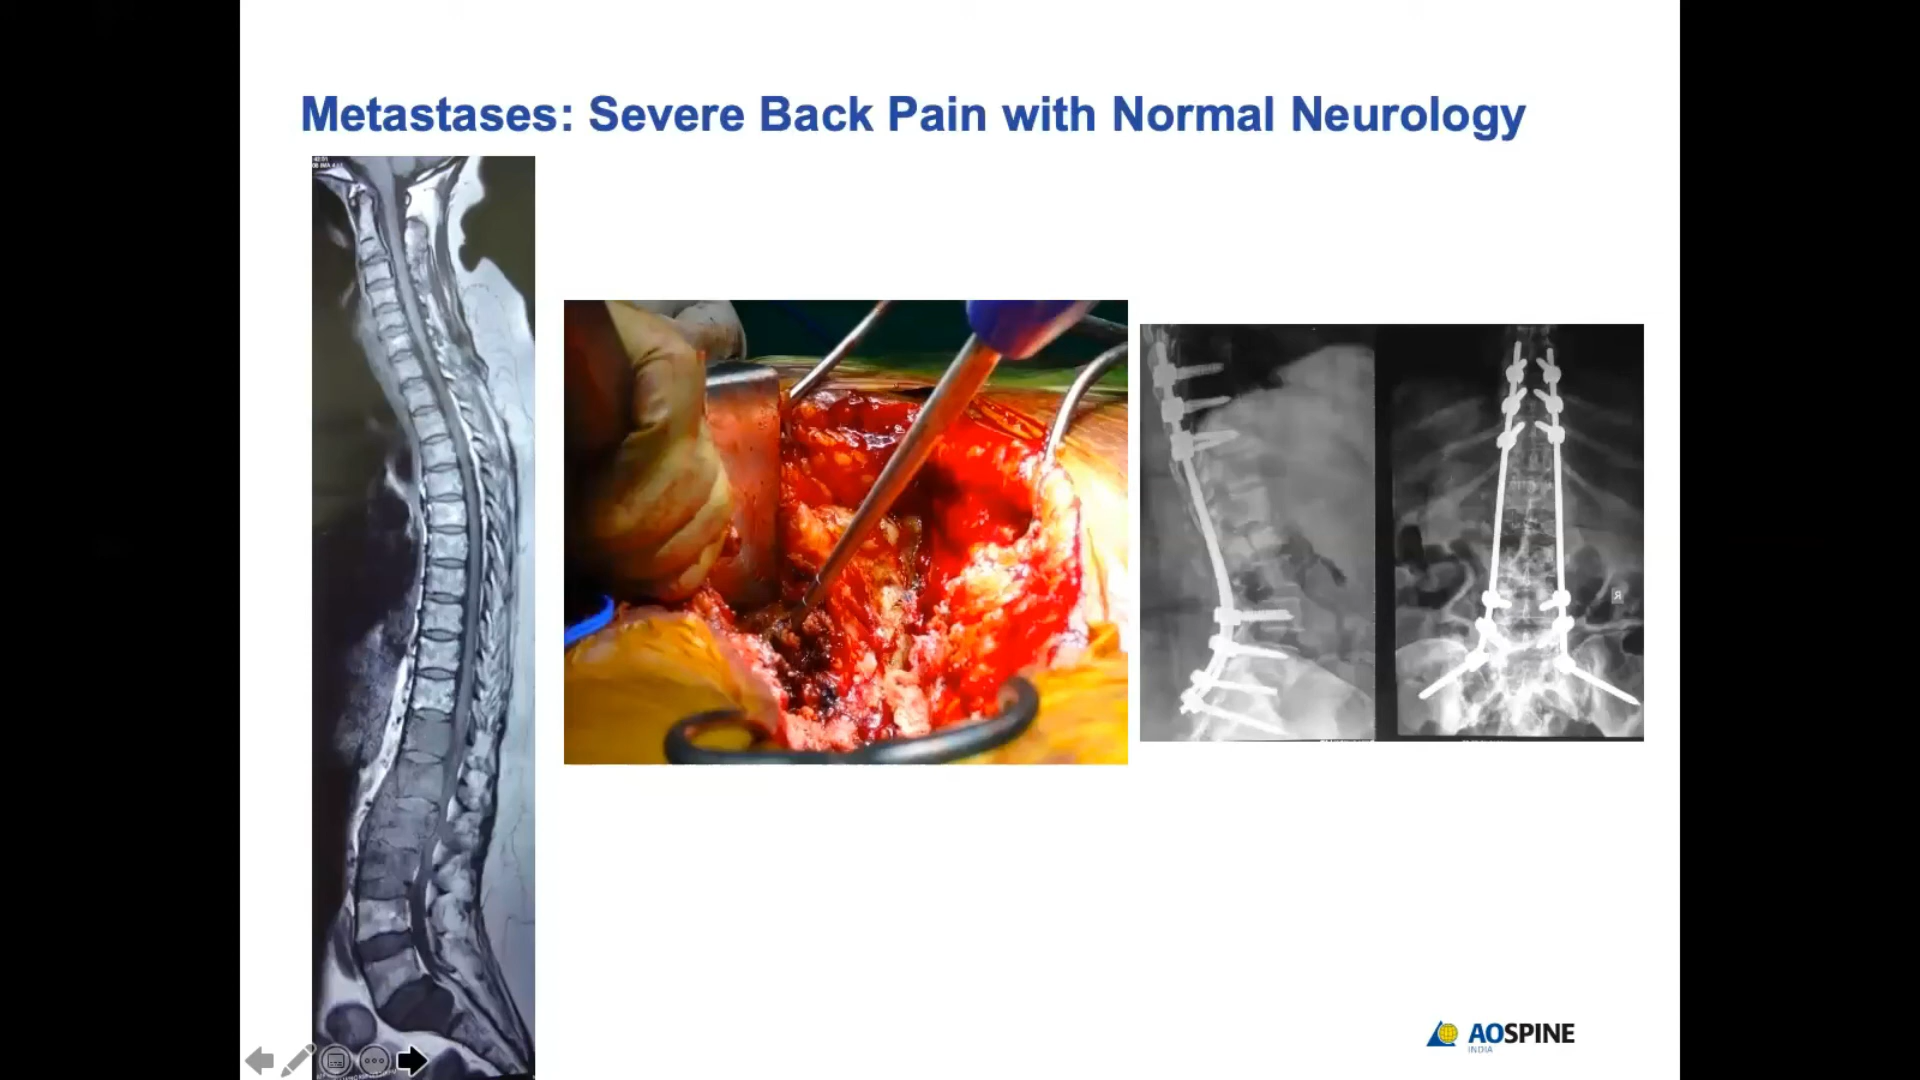 Metastases: Severe Back Pain with Normal Neurology
R
AOSPINE
INDIA